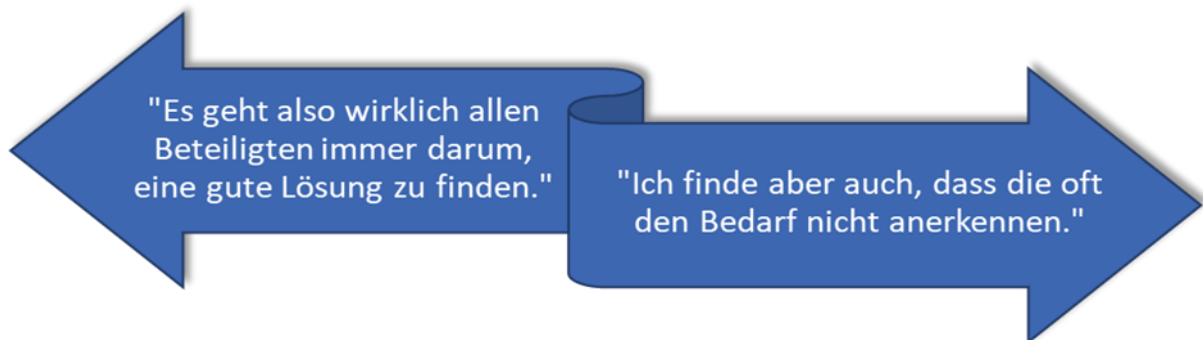 "Es geht also wirklich allen
Beteiligten immer darum,
eine gute Lösung zu finden."
"Ich finde aber auch, dass die oft
den Bedarf nicht anerkennen."